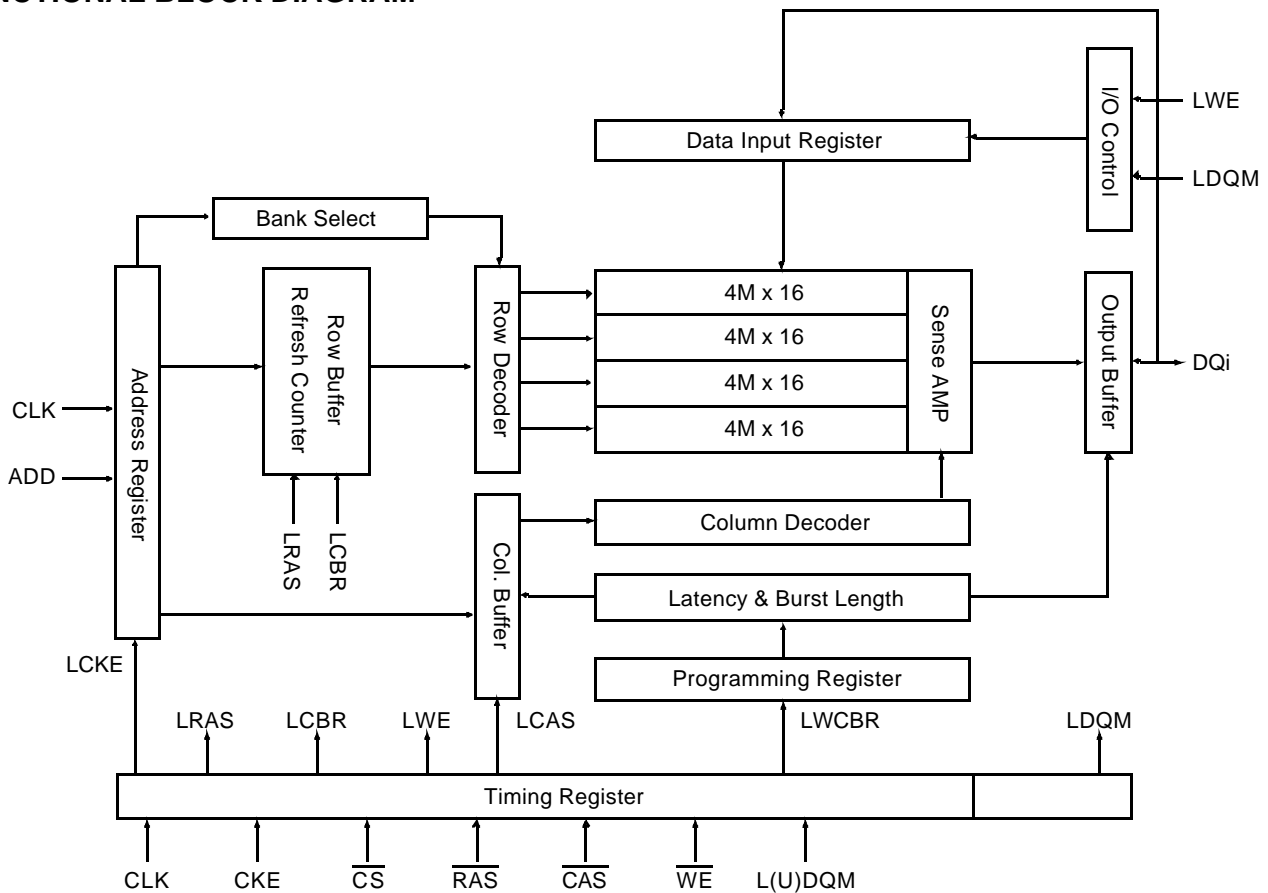 NCTIONAL BLOCK DIAGRAM
I/O Control
LWE
LDQM
Data Input Register
Bank Select
Address Register
CLK
ADD
Refresh Counter
Row Buffer
LRAS
LCBR
Row Decoder
4M x 16
4M x 16
4M x 16
4M x 16
Sense AMP
Output Buffer
DQi
Col. Buffer
Column Decoder
Latency & Burst Length
Programming Register
LCKE
LRAS
LCBR
LWE
LCAS
LWCBR
LDQM
Timing Register
CLK
CKE
CS
RAS
CAS
WE
L(U)DQM